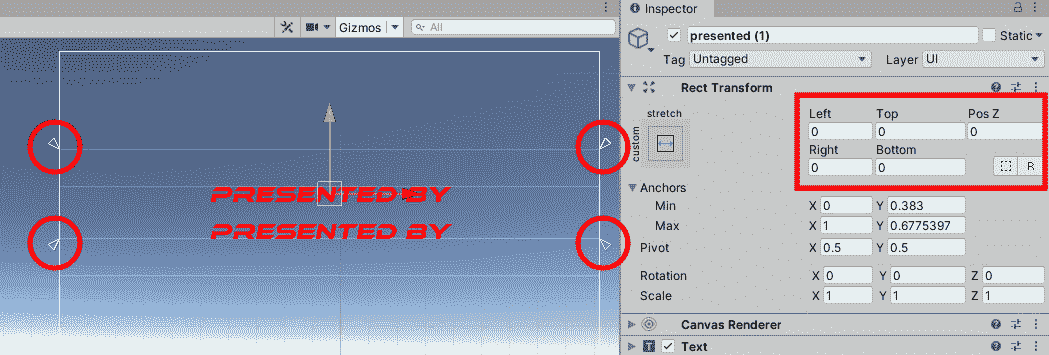 Inspector
Gizmos
All
presented (1)
Static
Tag Untagged Layer UI
Rect Transform
stretch
custom
Left Top Pos Z
0 0 0
Right Bottom
0 0 R
Anchors
Min X 0 Y 0.383
Max X 1 Y 0.6775397
Pivot X 0.5 Y 0.5
Rotation X 0 Y 0 Z 0
Scale X 1 Y 1 Z 1
Canvas Renderer
T Text
PRESENTED BY
PRESENTED BY